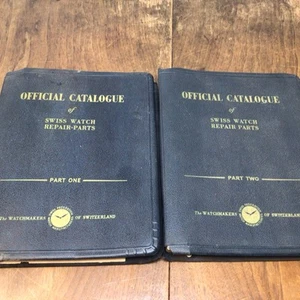 OFFICIAL CATALOGUE
of
SWISS WATCH
REPAIR-PARTS
PART ONE
The WATCHMAKERS OF SWITZERLAND
OFFICIAL CATALOGUE
of
SWISS WATCH
REPAIR PARTS
PART TWO
The WATCHMAKERS OF SWITZERLAND